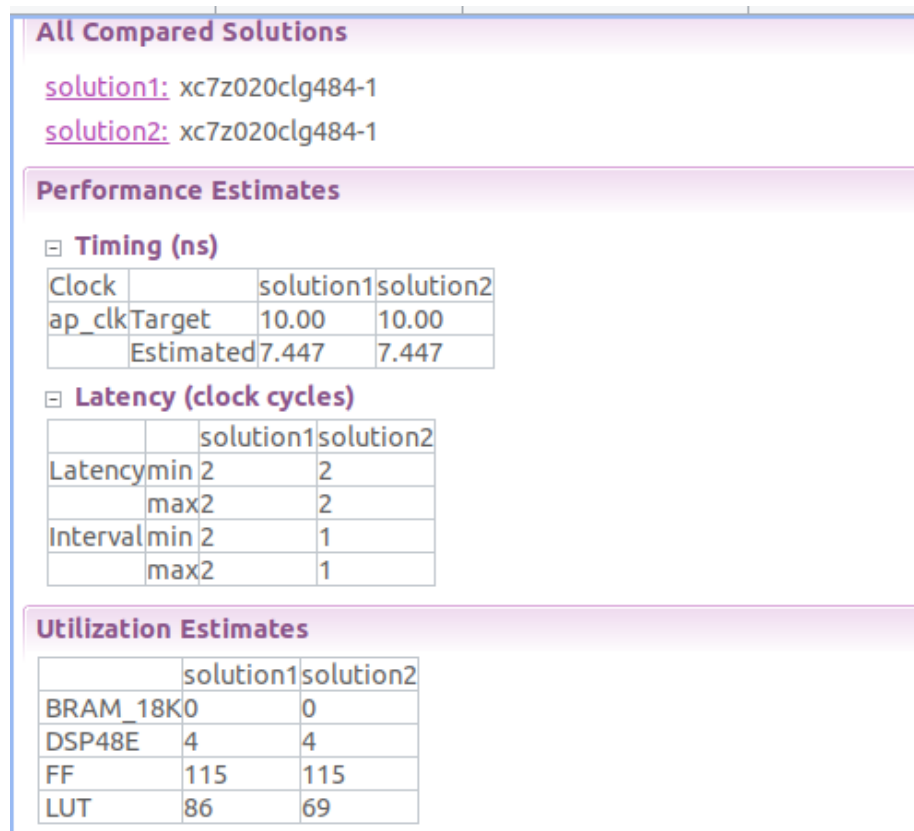 All Compared Solutions
solution1: xc7z020clg484-1
solution2: xc7z020clg484-1
Performance Estimates
Timing (ns)
Clock solution1 solution2
ap_clk Target 10.00 10.00
Estimated 7.447 7.447
Latency (clock cycles)
solution1 solution2
Latency min 2 2
max 2 2
Interval min 2 1
max 2 1
Utilization Estimates
solution1 solution2
BRAM_18K 0 0
DSP48E 4 4
FF 115 115
LUT 86 69